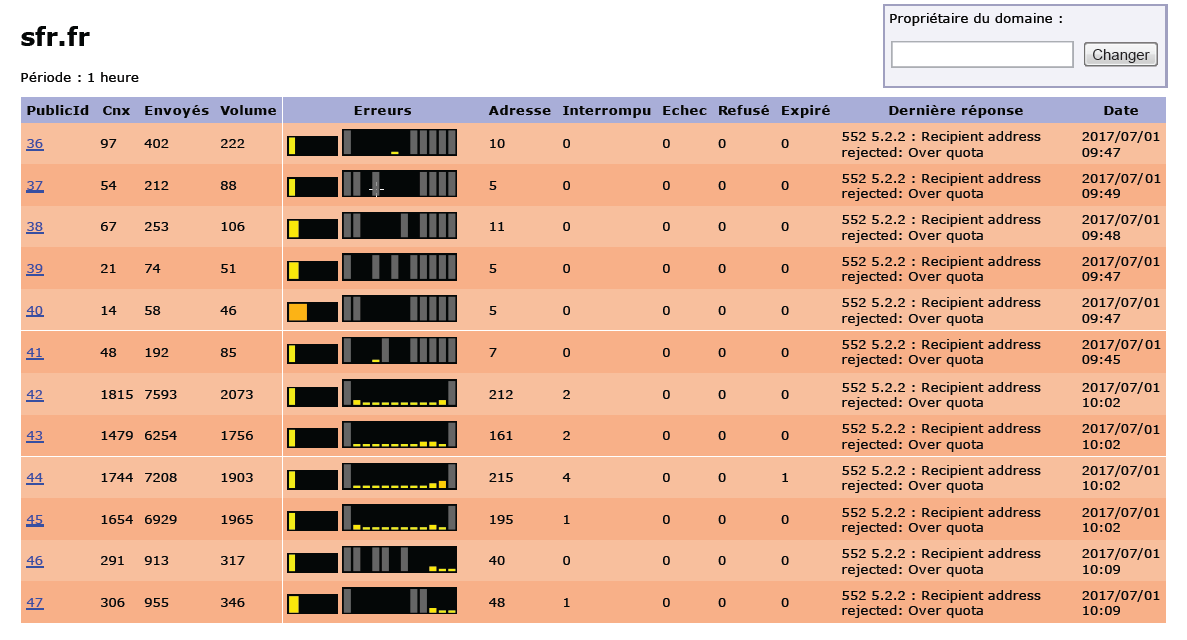 sfr.fr
Propriétaire du domaine :
Changer
Période : 1 heure
PublicId Cnx Envoyés Volume Erreurs Adresse Interrompu Echec Refusé Expiré Dernière réponse Date
36 97 402 222 10 0 0 0 0 552 5.2.2 : Recipient address 2017/07/01
rejected: Over quota 09:47
37 54 212 88 5 0 0 0 0 552 5.2.2 : Recipient address 2017/07/01
rejected: Over quota 09:49
38 67 253 106 11 0 0 0 0 552 5.2.2 : Recipient address 2017/07/01
rejected: Over quota 09:48
39 21 74 51 5 0 0 0 0 552 5.2.2 : Recipient address 2017/07/01
rejected: Over quota 09:47
40 14 58 46 5 0 0 0 0 552 5.2.2 : Recipient address 2017/07/01
rejected: Over quota 09:47
41 48 192 85 7 0 0 0 0 552 5.2.2 : Recipient address 2017/07/01
rejected: Over quota 09:45
42 1815 7593 2073 212 2 0 0 0 552 5.2.2 : Recipient address 2017/07/01
rejected: Over quota 10:02
43 1479 6254 1756 161 2 0 0 0 552 5.2.2 : Recipient address 2017/07/01
rejected: Over quota 10:02
44 1744 7208 1903 215 4 0 0 1 552 5.2.2 : Recipient address 2017/07/01
rejected: Over quota 10:02
45 1654 6929 1965 195 1 0 0 0 552 5.2.2 : Recipient address 2017/07/01
rejected: Over quota 10:02
46 291 913 317 40 0 0 0 0 552 5.2.2 : Recipient address 2017/07/01
rejected: Over quota 10:09
47 306 955 346 48 1 0 0 0 552 5.2.2 : Recipient address 2017/07/01
rejected: Over quota 10:09